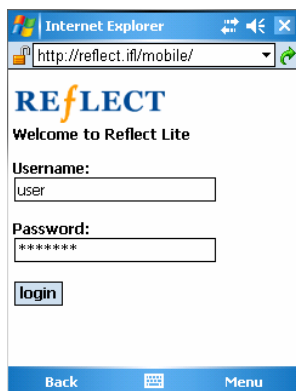 Internet Explorer
http://reflect.ifl/mobile/
REfLECT
Welcome to Reflect Lite
Username:
user
Password:
*******
login
Back Menu